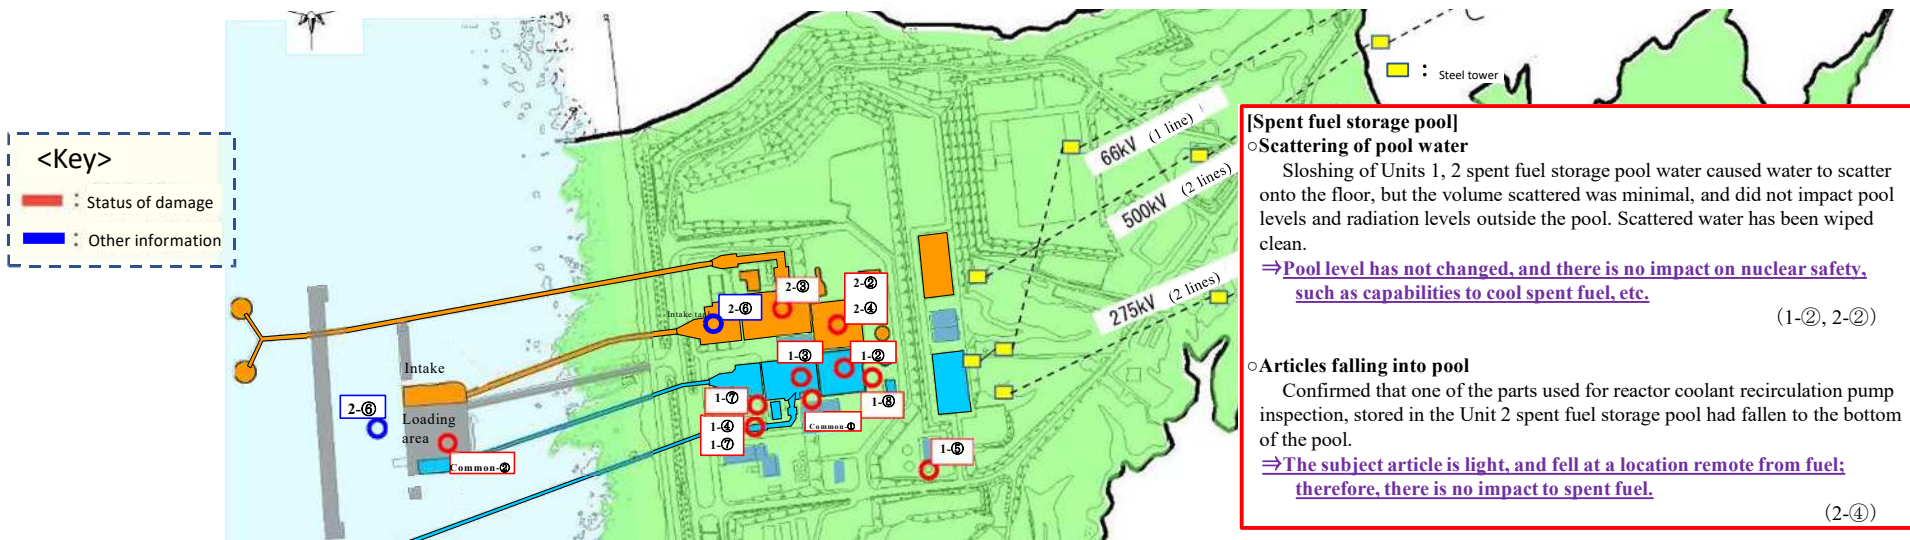 <Key>
: Status of damage
: Other information
: Steel tower
66kV (1 line)
500kV (2 lines)
275kV (2 lines)
2-③
2-②
2-④
2-⑥
Intake tank
1-③
1-②
1-⑦
1-⑧
1-④
1-⑦
Common-①
1-⑤
Intake
Loading
area
2-⑥
Common-②
[Spent fuel storage pool]
○Scattering of pool water
Sloshing of Units 1, 2 spent fuel storage pool water caused water to scatter
onto the floor, but the volume scattered was minimal, and did not impact pool
levels and radiation levels outside the pool. Scattered water has been wiped
clean.
⇒Pool level has not changed, and there is no impact on nuclear safety,
such as capabilities to cool spent fuel, etc.
(1-②, 2-②)
○Articles falling into pool
Confirmed that one of the parts used for reactor coolant recirculation pump
inspection, stored in the Unit 2 spent fuel storage pool had fallen to the bottom
of the pool.
⇒The subject article is light, and fell at a location remote from fuel;
therefore, there is no impact to spent fuel.
(2-④)